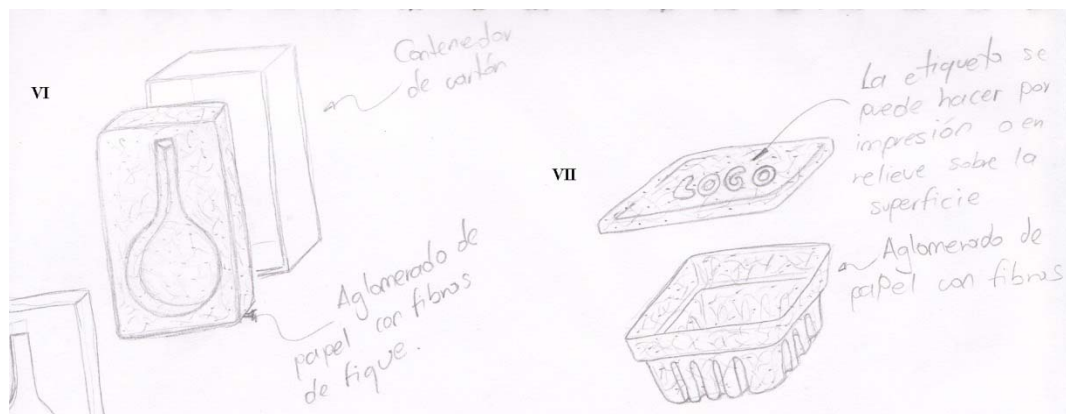 VI
Contenedor
de cartón
Aglomerado de
papel con fibras
de fique.
VII
La etiqueta se
puede hacer por
impresión o en
relieve sobre la
superficie
LOGO
Aglomerado de
papel con fibras